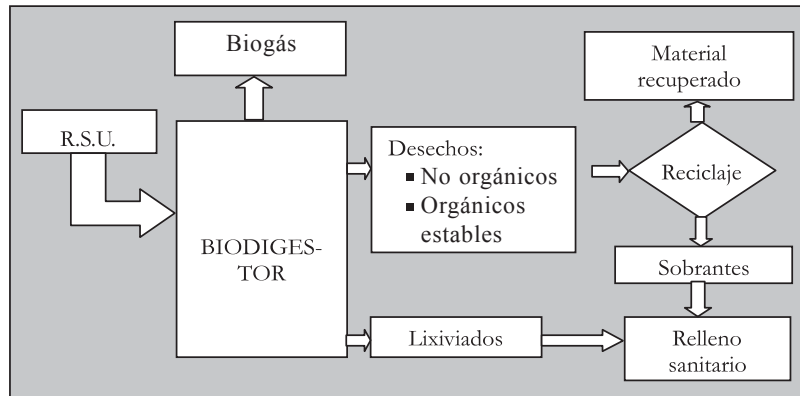 Biogás
Material
recuperado
R.S.U.
Desechos:
▪ No orgánicos
▪ Orgánicos
estables
Reciclaje
BIODIGES-
TOR
Sobrantes
Lixiviados
Relleno
sanitario